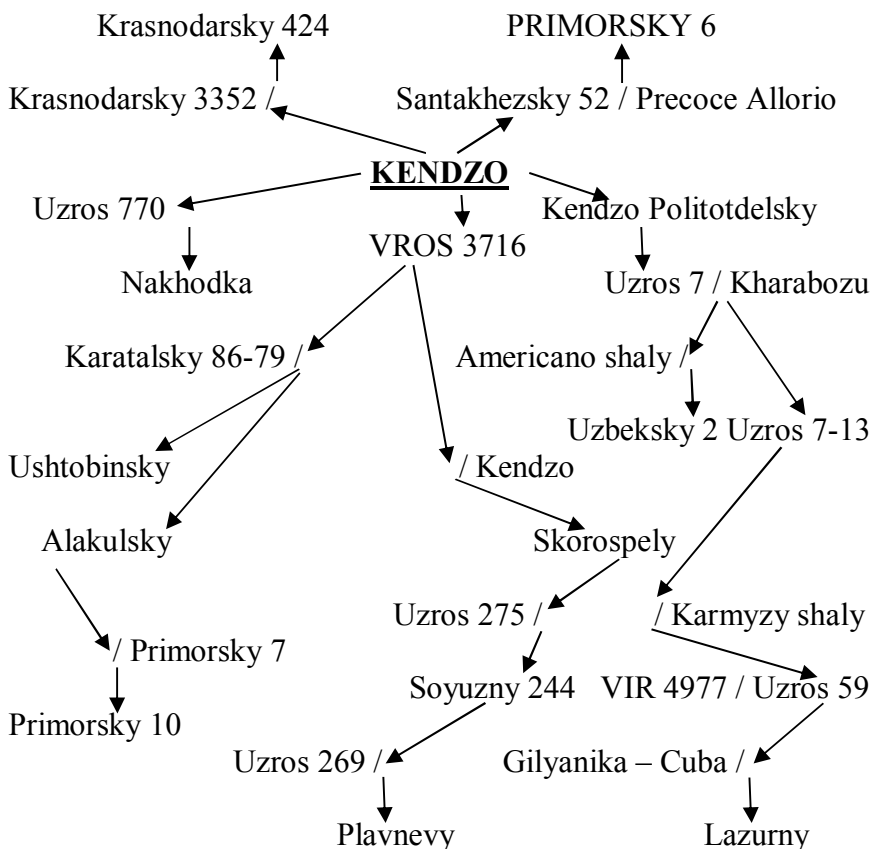 Krasnodarsky 424 PRIMORSKY 6
Krasnodarsky 3352 / Santakhezsky 52 / Precoce Allorio
KENDZO
Uzros 770 Kendzo Politotdelsky
VROS 3716
Nakhodka Uzros 7 / Kharabozu
Karatalsky 86-79 / Americano shaly /
Uzbeksky 2 Uzros 7-13
Ushtobinsky / Kendzo
Alakulsky Skorospely
Uzros 275 / / Karmyzy shaly
/ Primorsky 7
Soyuzny 244 VIR 4977 / Uzros 59
Primorsky 10
Uzros 269 / Gilyanika – Cuba /
Plavnevy Lazurny